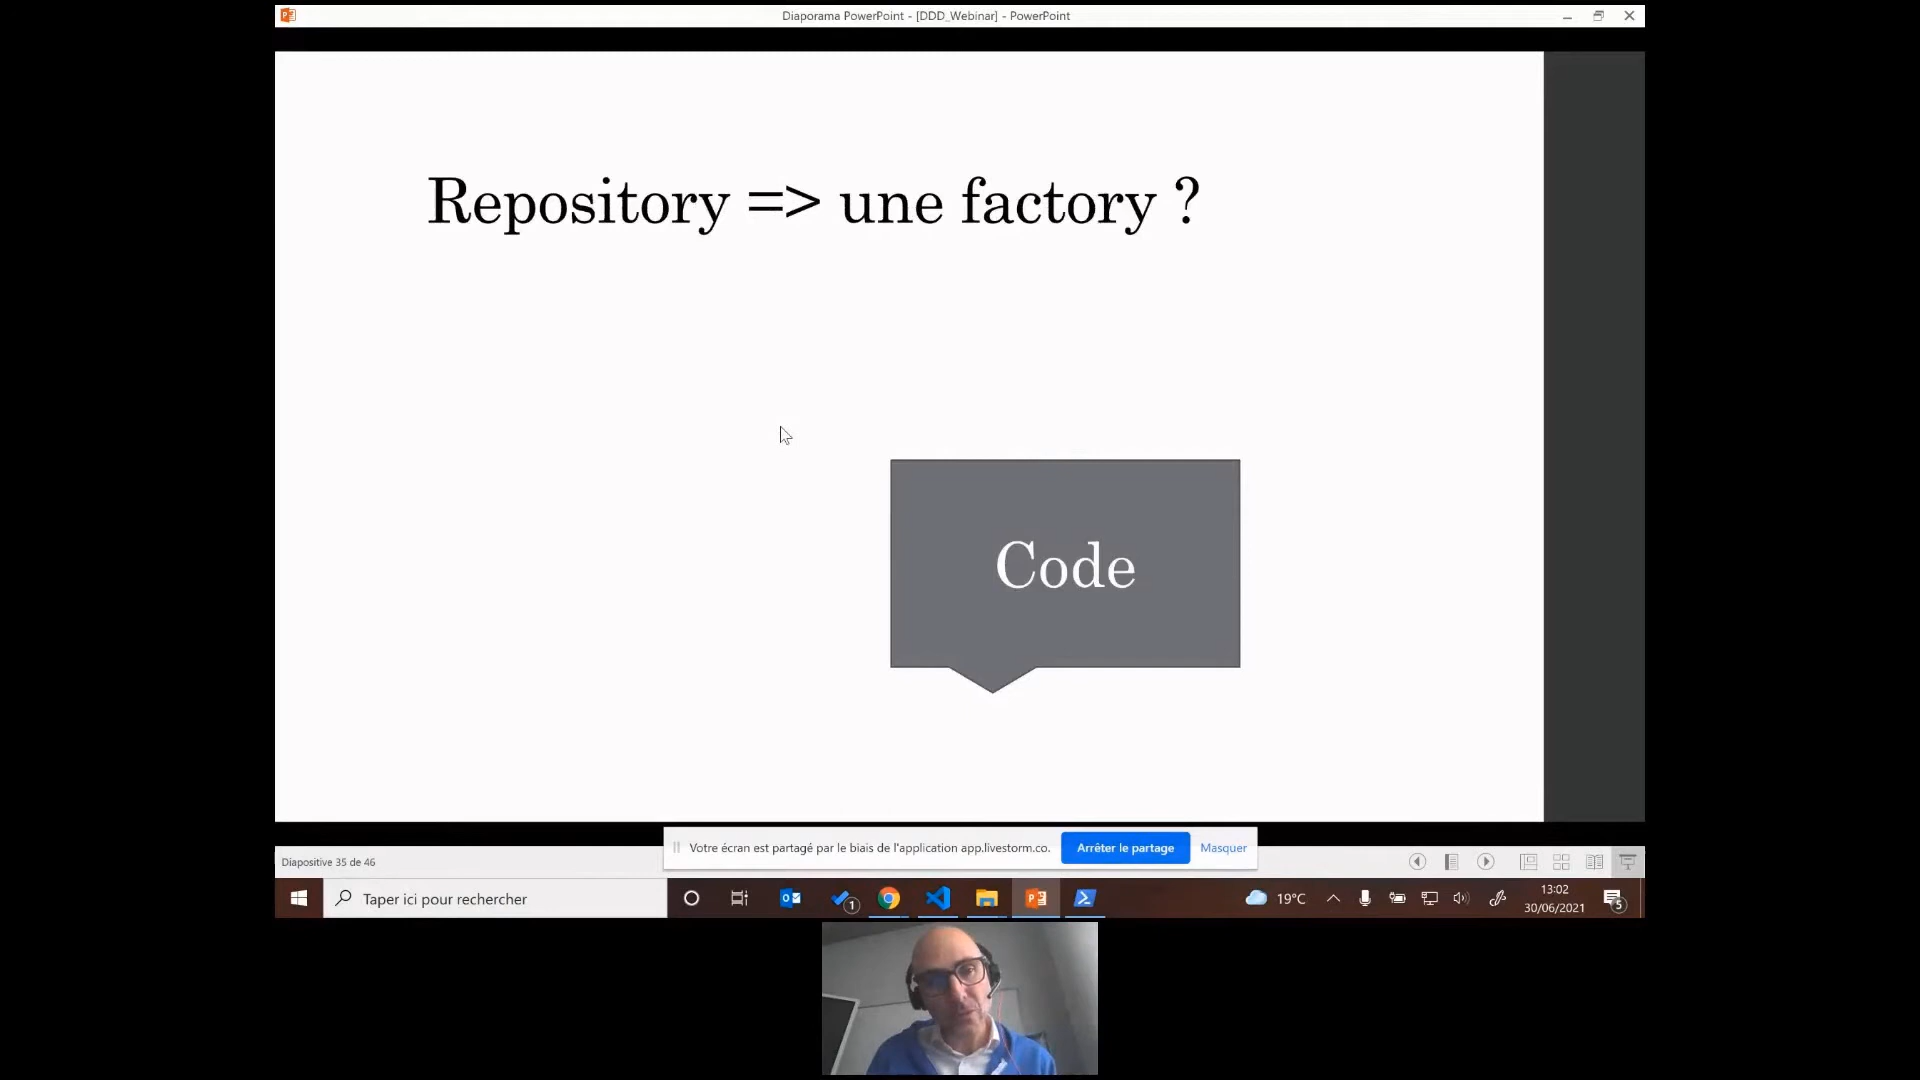 Diaporama PowerPoint - [DDD_Webinar] - PowerPoint
Repository => une factory ?
Code
Votre écran est partagé par le biais de l'application app.livestorm.co.
Arrêter le partage
Masquer
Diapositive 35 de 46
Taper ici pour rechercher
1
19°C
13:02
30/06/2021
5